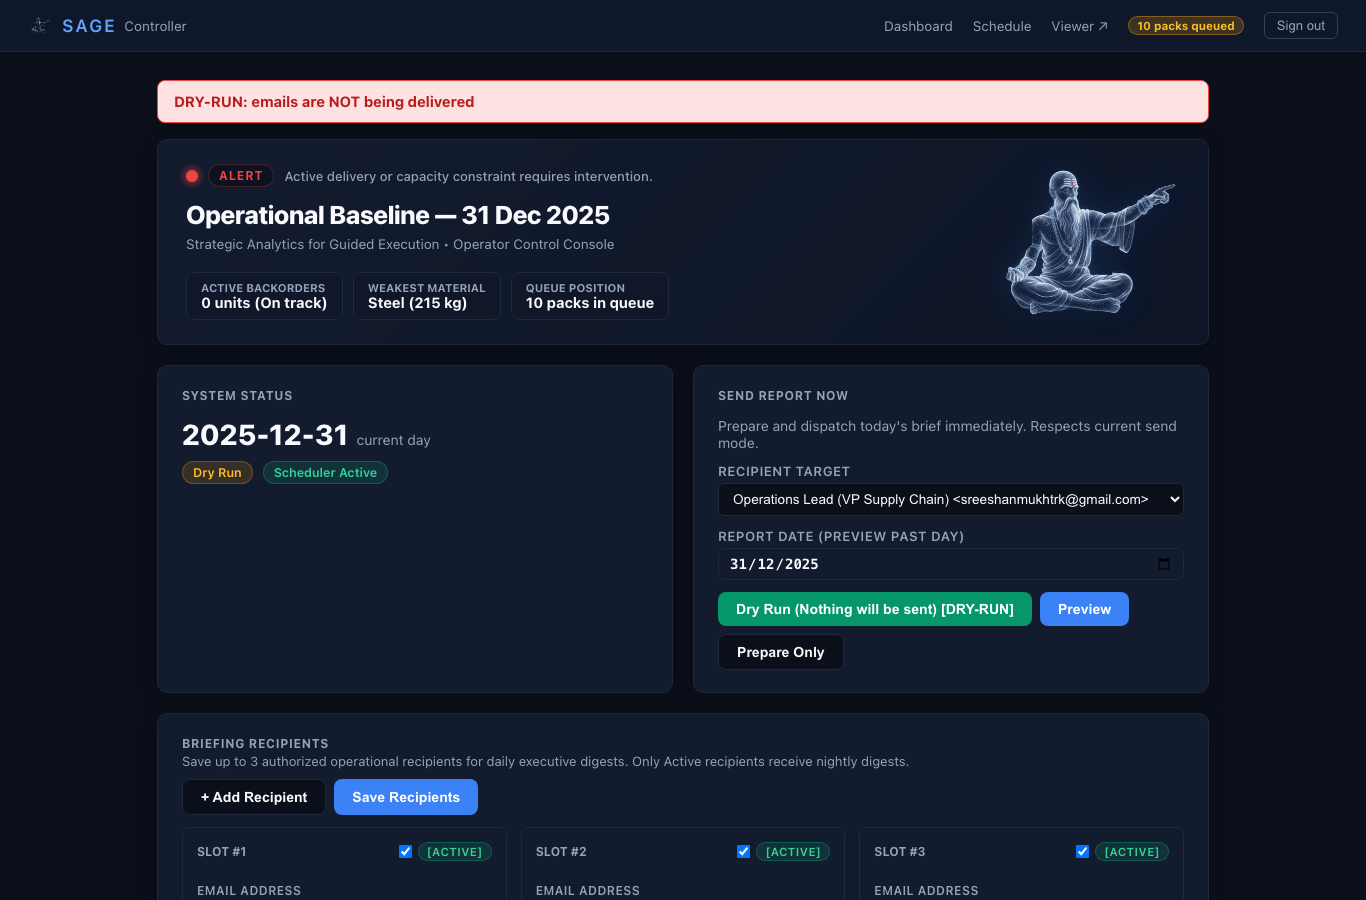 SAGE Controller
Dashboard Schedule Viewer ↗ 10 packs queued Sign out
DRY-RUN: emails are NOT being delivered
ALERT Active delivery or capacity constraint requires intervention.
Operational Baseline — 31 Dec 2025
Strategic Analytics for Guided Execution • Operator Control Console
ACTIVE BACKORDERS
0 units (On track)
WEAKEST MATERIAL
Steel (215 kg)
QUEUE POSITION
10 packs in queue
SYSTEM STATUS
2025-12-31 current day
Dry Run Scheduler Active
SEND REPORT NOW
Prepare and dispatch today's brief immediately. Respects current send
mode.
RECIPIENT TARGET
Operations Lead (VP Supply Chain) <sreeshanmukhtrk@gmail.com>
REPORT DATE (PREVIEW PAST DAY)
31/12/2025
Dry Run (Nothing will be sent) [DRY-RUN] Preview
Prepare Only
BRIEFING RECIPIENTS
Save up to 3 authorized operational recipients for daily executive digests. Only Active recipients receive nightly digests.
+ Add Recipient Save Recipients
SLOT #1 [ACTIVE]
EMAIL ADDRESS
SLOT #2 [ACTIVE]
EMAIL ADDRESS
SLOT #3 [ACTIVE]
EMAIL ADDRESS